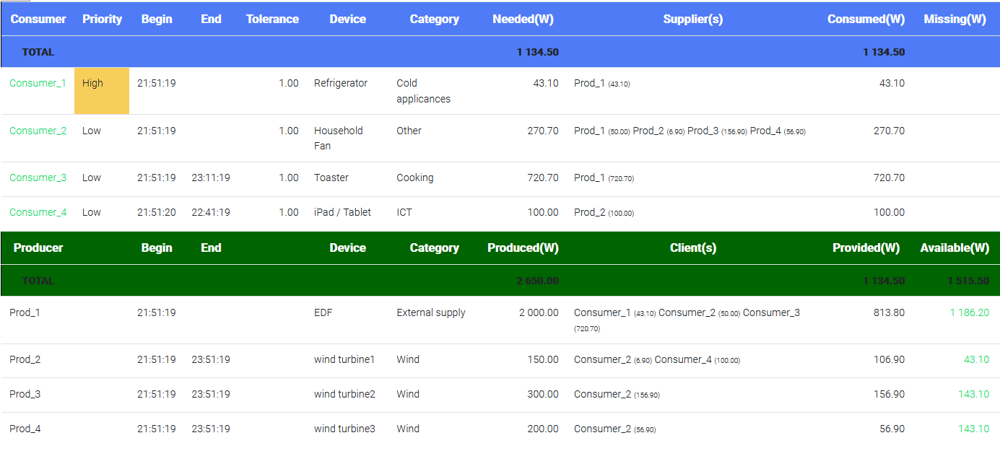 Consumer Priority Begin End Tolerance Device Category Needed(W) Supplier(s) Consumed(W) Missing(W)
TOTAL 1 134.50 1 134.50
Consumer_1 High 21:51:19 1.00 Refrigerator Cold 43.10 Prod_1 (43.10) 43.10
applicances
Consumer_2 Low 21:51:19 1.00 Household Other 270.70 Prod_1 (50.00) Prod_2 (6.90) Prod_3 (156.90) Prod_4 (56.90) 270.70
Fan
Consumer_3 Low 21:51:19 23:11:19 1.00 Toaster Cooking 720.70 Prod_1 (720.70) 720.70
Consumer_4 Low 21:51:20 22:41:19 1.00 iPad / Tablet ICT 100.00 Prod_2 (100.00) 100.00
Producer Begin End Device Category Produced(W) Client(s) Provided(W) Available(W)
TOTAL 2 650.00 1 134.50 1 515.50
Prod_1 21:51:19 EDF External supply 2 000.00 Consumer_1 (43.10) Consumer_2 (50.00) Consumer_3 813.80 1 186.20
(720.70)
Prod_2 21:51:19 23:51:19 wind turbine1 Wind 150.00 Consumer_2 (6.90) Consumer_4 (100.00) 106.90 43.10
Prod_3 21:51:19 23:51:19 wind turbine2 Wind 300.00 Consumer_2 (156.90) 156.90 143.10
Prod_4 21:51:19 23:51:19 wind turbine3 Wind 200.00 Consumer_2 (56.90) 56.90 143.10